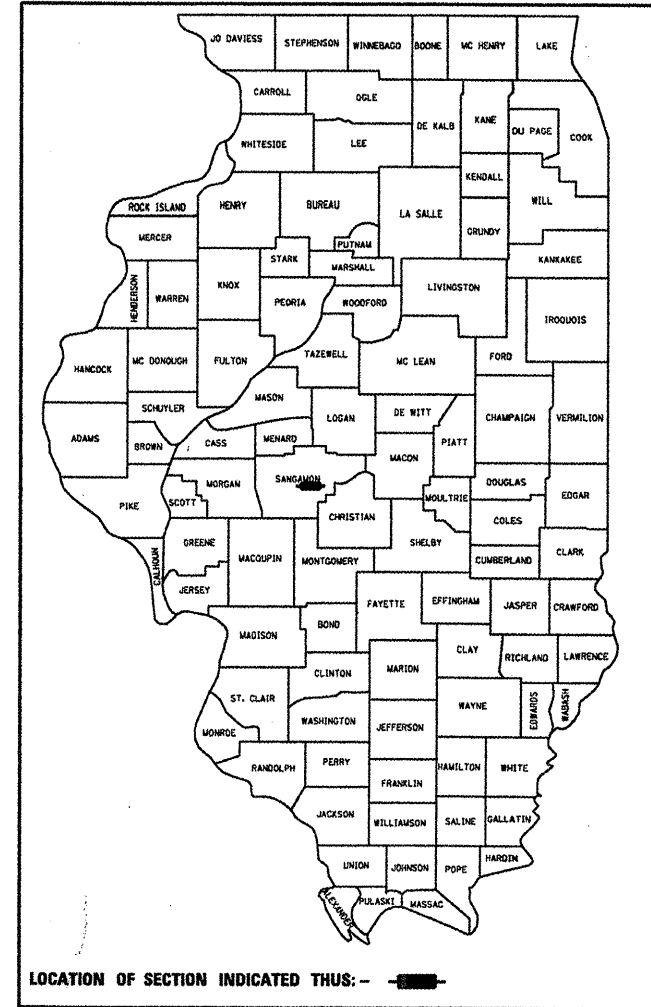 JO DAVIESS STEPHENSON WINNEBAGO BOONE MC HENRY LAKE
CARROLL OGLE DE KALB KANE DU PAGE COOK
WHITESIDE LEE KENDALL WILL
ROCK ISLAND HENRY BUREAU LA SALLE GRUNDY
MERCER STARK PUTNAM MARSHALL KANKAKEE
HENDERSON WARREN KNOX PEORIA WOODFORD LIVINGSTON IROQUOIS
HANCOCK MC DONOUGH FULTON TAZEWELL MC LEAN FORD
SCHUYLER MASON LOGAN DE WITT CHAMPAIGN VERMILION
ADAMS BROWN CASS MENARD MACON PIATT
PIKE SCOTT MORGAN SANGAMON CHRISTIAN MOULTRIE DOUGLAS EDGAR
COLES
CALHOUN GREENE MACOUPIN MONTGOMERY SHELBY CUMBERLAND CLARK
JERSEY FAYETTE EFFINGHAM JASPER CRAWFORD
MADISON BOND CLAY RICHLAND LAWRENCE
CLINTON MARION
ST. CLAIR WAYNE EDWARDS WABASH
MONROE WASHINGTON JEFFERSON
RANDOLPH PERRY HAMILTON WHITE
FRANKLIN
JACKSON WILLIAMSON SALINE GALLATIN
UNION JOHNSON POPE HARDIN
ALEXANDER PULASKI MASSAC
LOCATION OF SECTION INDICATED THUS: -